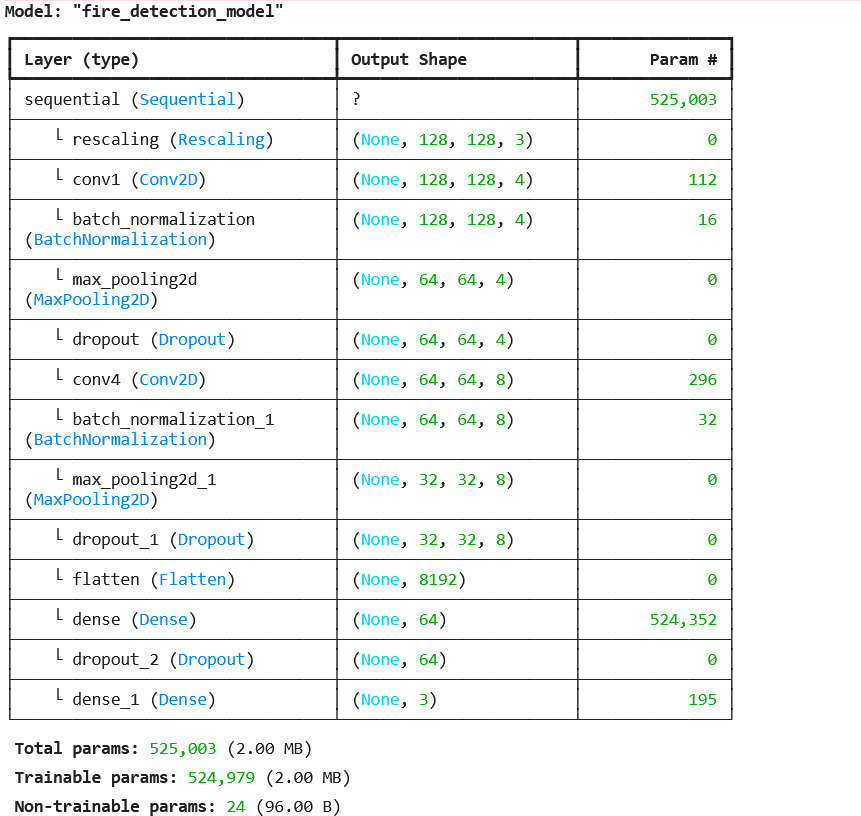 Model: "fire_detection_model"
Layer (type) Output Shape Param #
sequential (Sequential) ? 525,003
└ rescaling (Rescaling) (None, 128, 128, 3) 0
└ conv1 (Conv2D) (None, 128, 128, 4) 112
└ batch_normalization (None, 128, 128, 4) 16
(BatchNormalization)
└ max_pooling2d (None, 64, 64, 4) 0
(MaxPooling2D)
└ dropout (Dropout) (None, 64, 64, 4) 0
└ conv4 (Conv2D) (None, 64, 64, 8) 296
└ batch_normalization_1 (None, 64, 64, 8) 32
(BatchNormalization)
└ max_pooling2d_1 (None, 32, 32, 8) 0
(MaxPooling2D)
└ dropout_1 (Dropout) (None, 32, 32, 8) 0
└ flatten (Flatten) (None, 8192) 0
└ dense (Dense) (None, 64) 524,352
└ dropout_2 (Dropout) (None, 64) 0
└ dense_1 (Dense) (None, 3) 195
Total params: 525,003 (2.00 MB)
Trainable params: 524,979 (2.00 MB)
Non-trainable params: 24 (96.00 B)